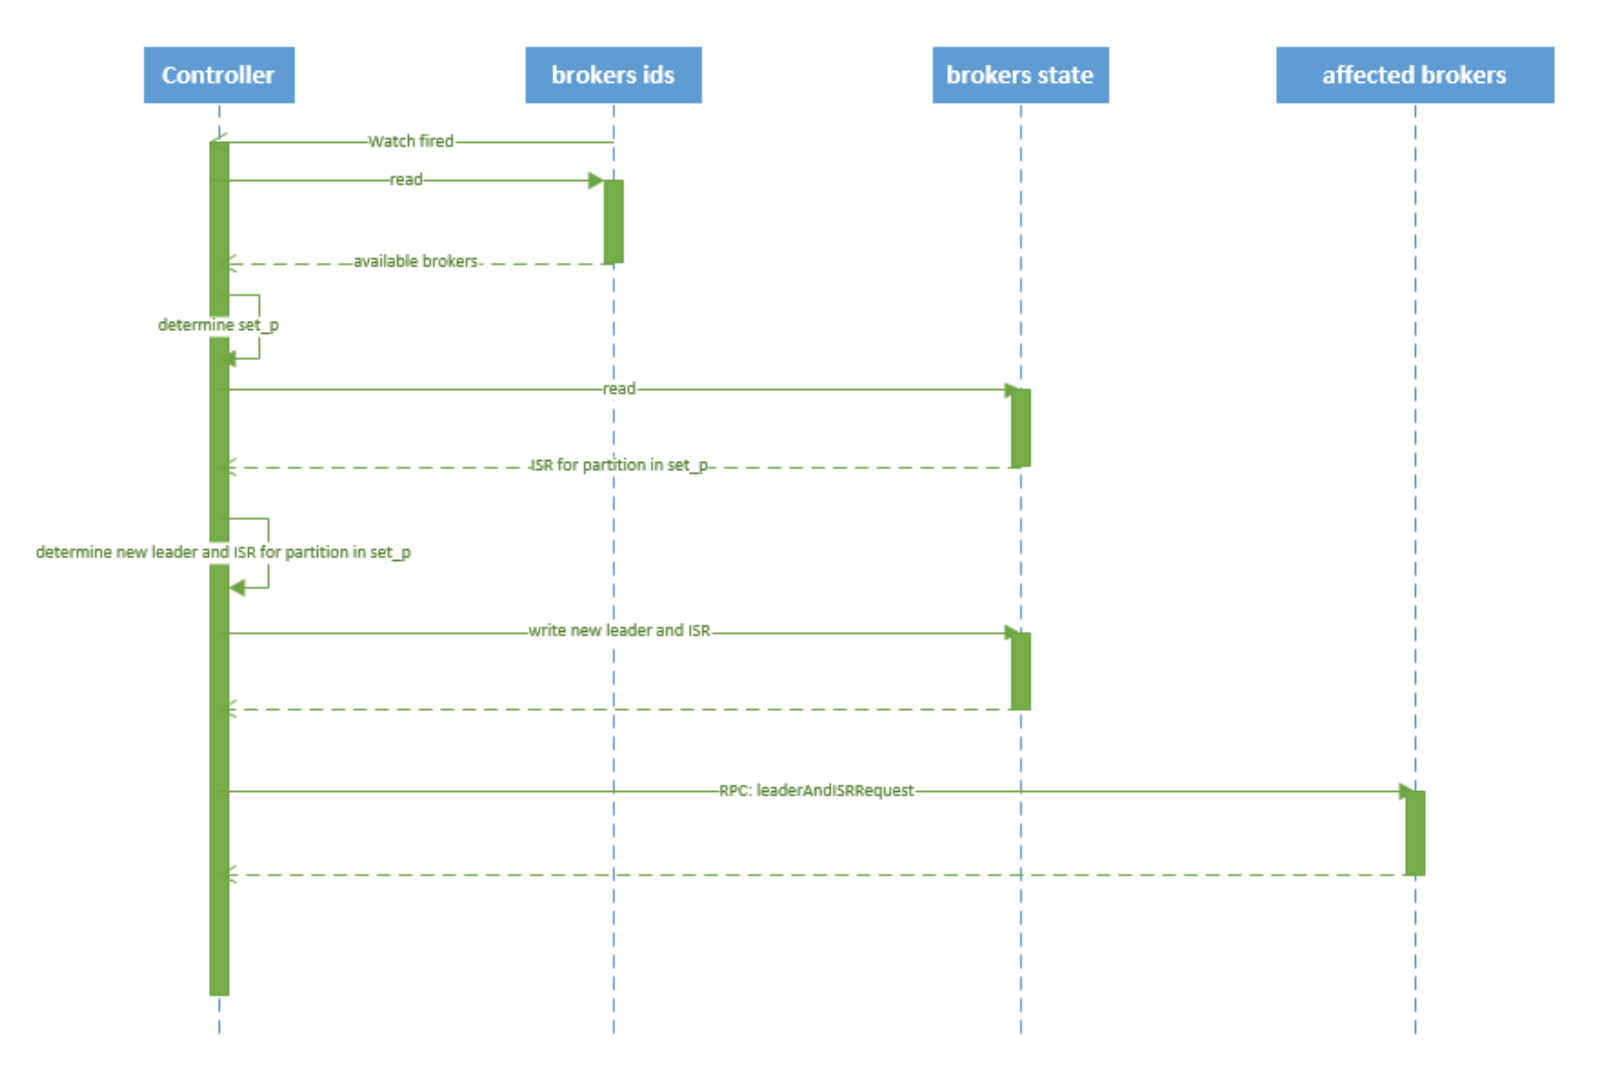 Controller
brokers ids
brokers state
affected brokers
Watch fired
read
available brokers
determine set_p
read
ISR for partition in set_p
determine new leader and ISR for partition in set_p
write new leader and ISR
RPC: leaderAndISRRequest